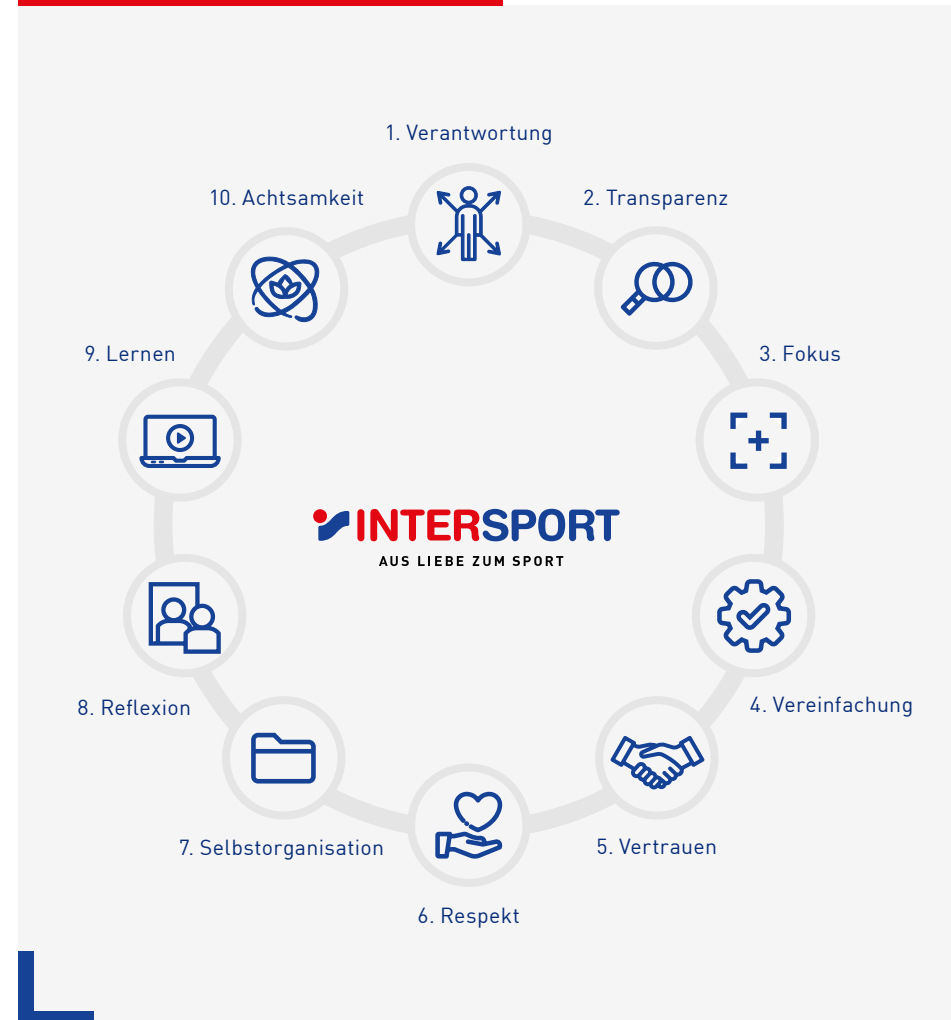 1. Verantwortung
2. Transparenz
3. Fokus
4. Vereinfachung
5. Vertrauen
6. Respekt
7. Selbstorganisation
8. Reflexion
9. Lernen
10. Achtsamkeit
INTERSPORT
AUS LIEBE ZUM SPORT